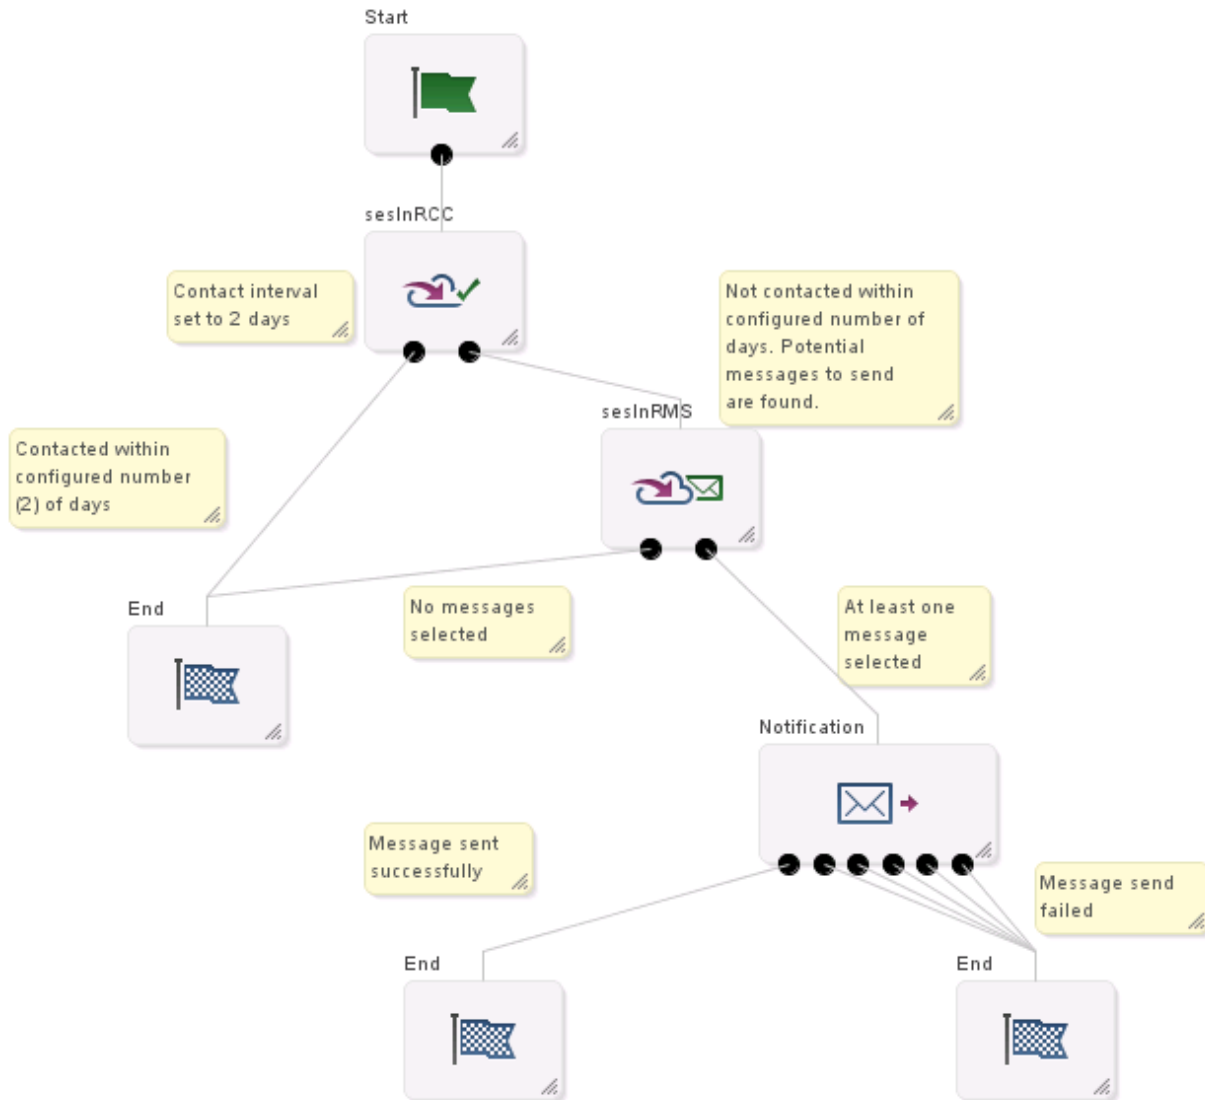 Start
sesInRCC
Contact interval
set to 2 days
Not contacted within
configured number of
days. Potential
messages to send
are found.
sesInRMS
Contacted within
configured number
(2) of days
End
No messages
selected
At least one
message
selected
Notification
Message sent
successfully
Message send
failed
End
End